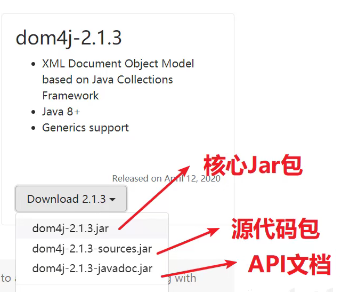 dom4j-2.1.3
XML Document Object Model
based on Java Collections
Framework
Java 8+
Generics support
Released on April 12, 2020
Download 2.1.3
核心Jar包
dom4j-2.1.3.jar
源代码包
dom4j-2.1.3-sources.jar
dom4j-2.1.3-javadoc.jar
API文档
to a
with